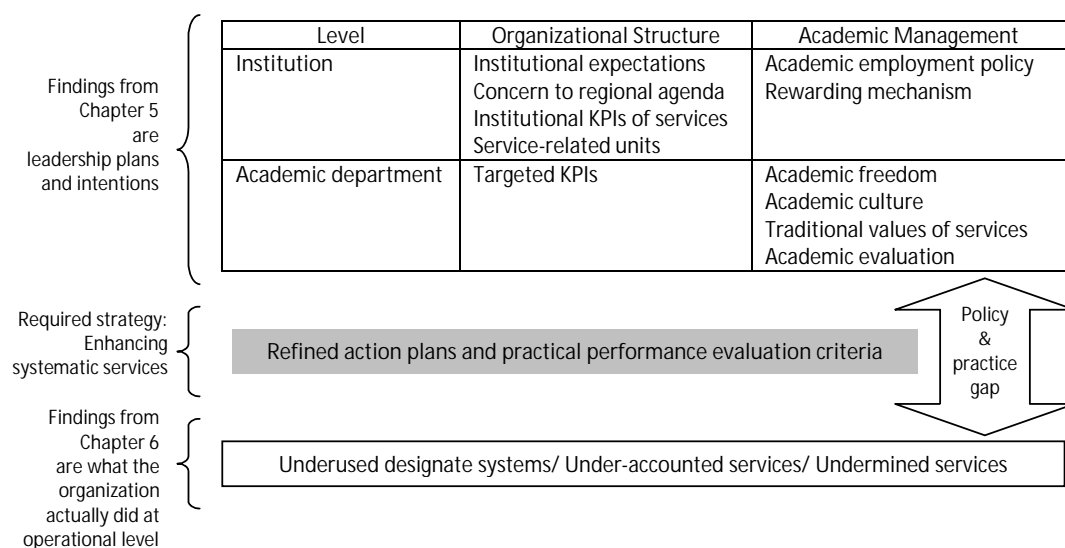 Findings from
Chapter 5
are
leadership plans
and intentions
Level Organizational Structure Academic Management
Institution Institutional expectations Academic employment policy
Concern to regional agenda Rewarding mechanism
Institutional KPIs of services
Service-related units
Academic department Targeted KPIs Academic freedom
Academic culture
Traditional values of services
Academic evaluation
Required strategy:
Enhancing
systematic services
Refined action plans and practical performance evaluation criteria
Policy
&
practice
gap
Findings from
Chapter 6
are what the
organization
actually did at
operational level
Underused designate systems/ Under-accounted services/ Undermined services